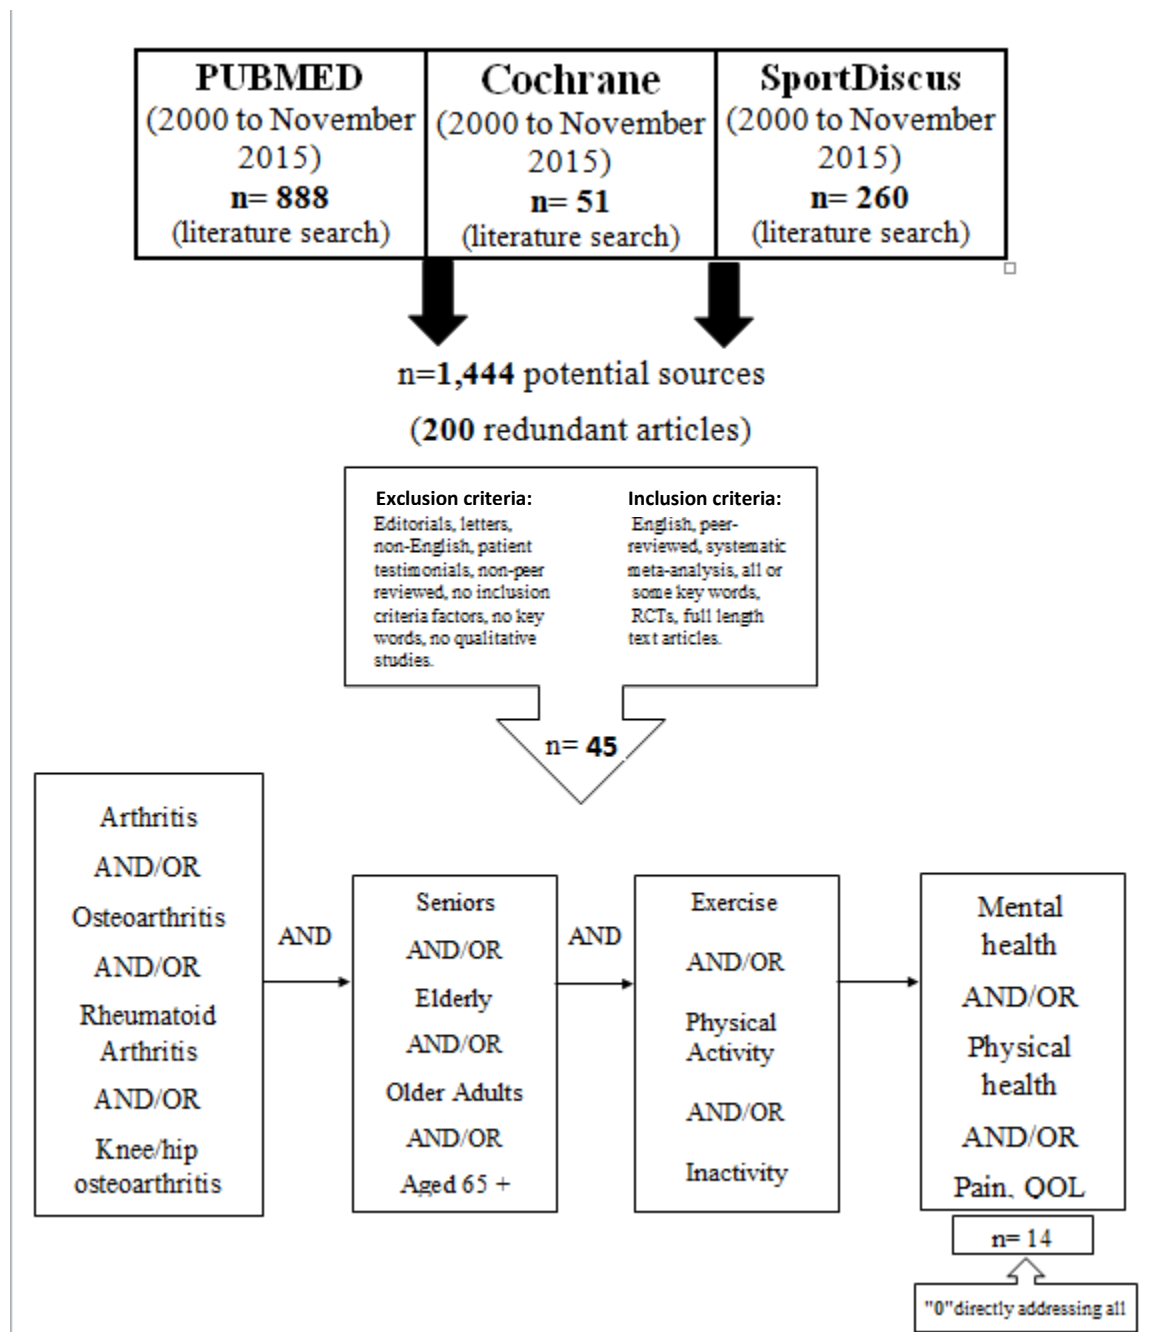 PUBMED
(2000 to November
2015)
n= 888
(literature search)
Cochrane
(2000 to November
2015)
n= 51
(literature search)
SportDiscus
(2000 to November
2015)
n= 260
(literature search)
n=1,444 potential sources
(200 redundant articles)
Exclusion criteria:
Editorials, letters,
non-English, patient
testimonials, non-peer
reviewed, no inclusion
criteria factors, no key
words, no qualitative
studies.
Inclusion criteria:
English, peer-
reviewed, systematic
meta-analysis, all or
some key words,
RCTs, full length
text articles.
n= 45
Arthritis
AND/OR
Osteoarthritis
AND/OR
Rheumatoid
Arthritis
AND/OR
Knee/hip
osteoarthritis
AND
Seniors
AND/OR
Elderly
AND/OR
Older Adults
AND/OR
Aged 65 +
AND
Exercise
AND/OR
Physical
Activity
AND/OR
Inactivity
Mental
health
AND/OR
Physical
health
AND/OR
Pain, QOL
n= 14
"0"directly addressing all